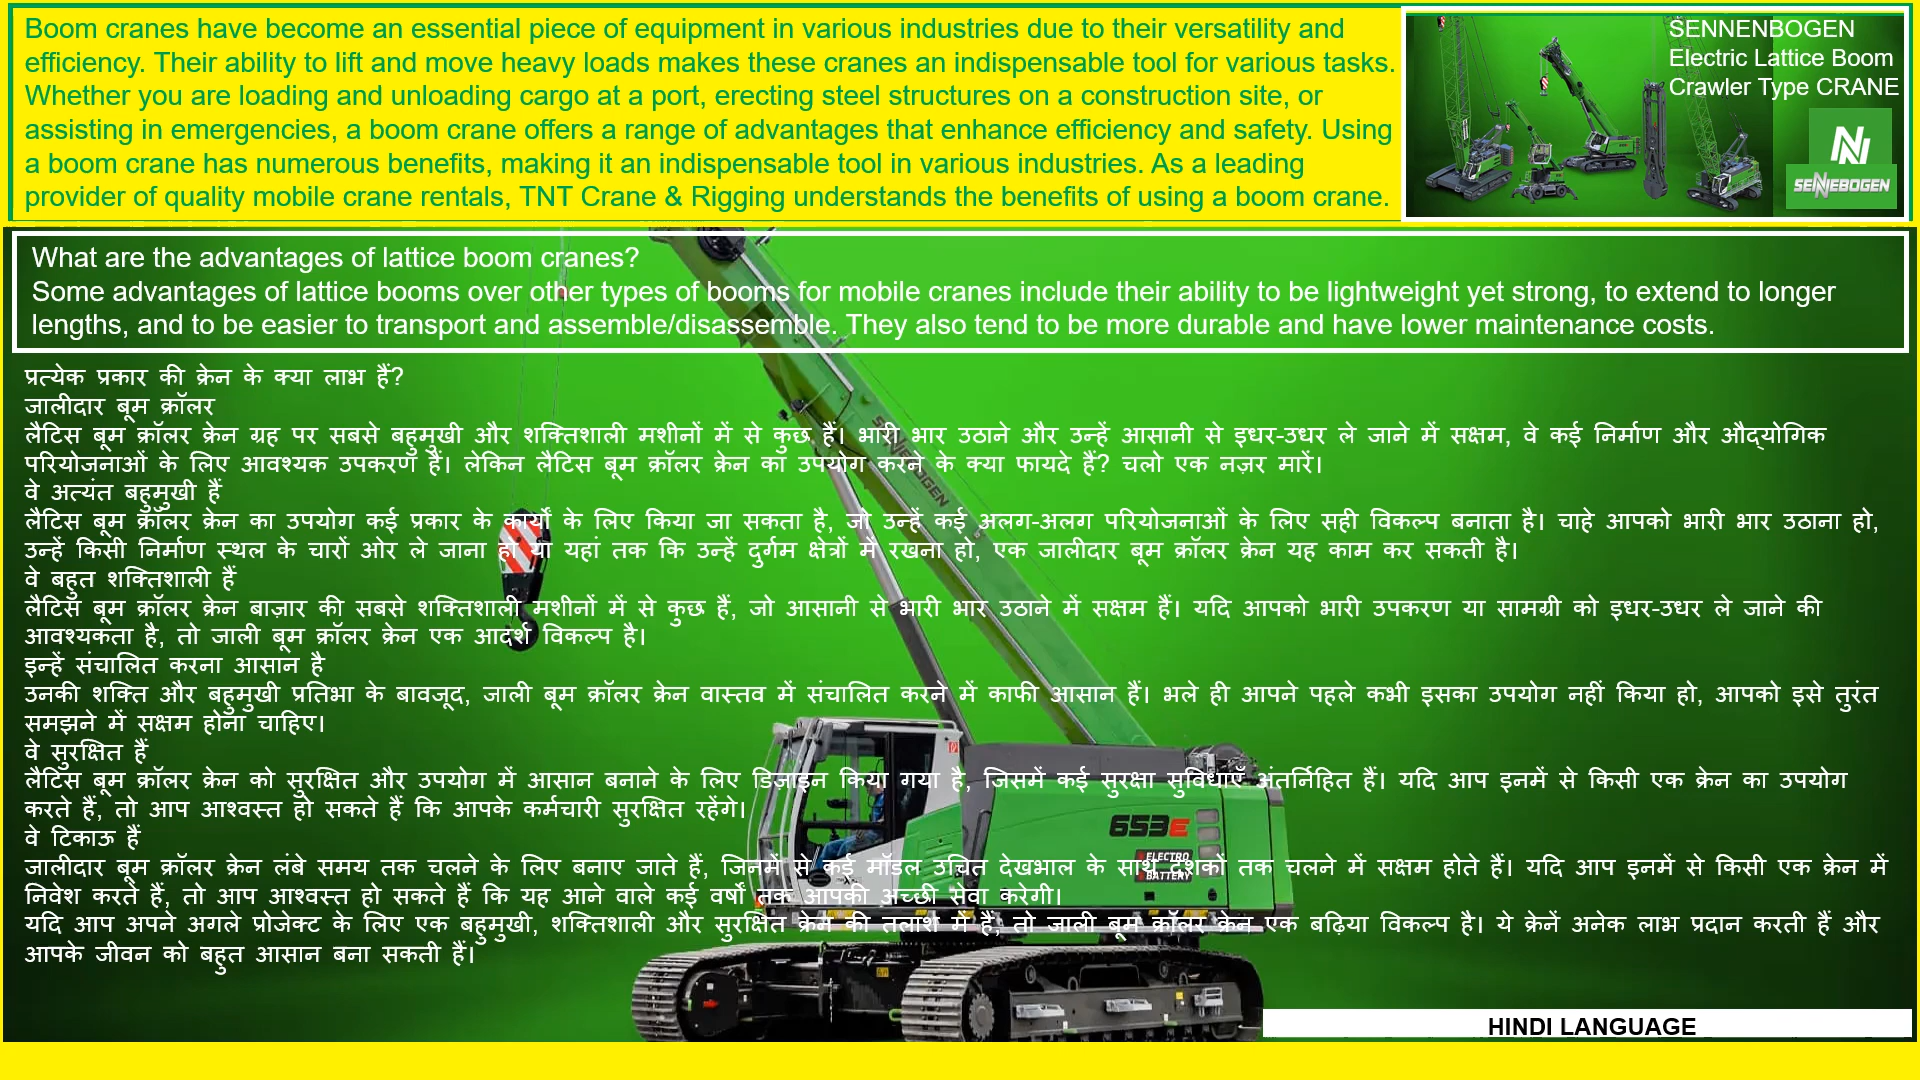 Boom cranes have become an essential piece of equipment in various industries due to their versatility and
efficiency. Their ability to lift and move heavy loads makes these cranes an indispensable tool for various tasks.
Whether you are loading and unloading cargo at a port, erecting steel structures on a construction site, or
assisting in emergencies, a boom crane offers a range of advantages that enhance efficiency and safety. Using
a boom crane has numerous benefits, making it an indispensable tool in various industries. As a leading
provider of quality mobile crane rentals, TNT Crane & Rigging understands the benefits of using a boom crane.
SENNENBOGEN
Electric Lattice Boom
Crawler Type CRANE
SENNEBOGEN
What are the advantages of lattice boom cranes?
Some advantages of lattice booms over other types of booms for mobile cranes include their ability to be lightweight yet strong, to extend to longer
lengths, and to be easier to transport and assemble/disassemble. They also tend to be more durable and have lower maintenance costs.
प्रत्येक प्रकार की क्रेन के क्या लाभ हैं?
जालीदार बूम क्रॉलर
लैटिस बूम क्रॉलर क्रेन ग्रह पर सबसे बहुमुखी और शक्तिशाली मशीनों में से कुछ हैं। भारी भार उठाने और उन्हें आसानी से इधर-उधर ले जाने में सक्षम, वे कई निर्माण और औद्योगिक
परियोजनाओं के लिए आवश्यक उपकरण हैं। लेकिन लैटिस बूम क्रॉलर क्रेन का उपयोग करने के क्या फायदे हैं? चलो एक नज़र मारें।
वे अत्यंत बहुमुखी हैं
लैटिस बूम क्रॉलर क्रेन का उपयोग कई प्रकार के कार्यों के लिए किया जा सकता है, जो उन्हें कई अलग-अलग परियोजनाओं के लिए सही विकल्प बनाता है। चाहे आपको भारी भार उठाना हो,
उन्हें किसी निर्माण स्थल के चारों ओर ले जाना हो या यहां तक कि उन्हें दुर्गम क्षेत्रों में रखना हो, एक जालीदार बूम क्रॉलर क्रेन यह काम कर सकती है।
वे बहुत शक्तिशाली हैं
लैटिस बूम क्रॉलर क्रेन बाज़ार की सबसे शक्तिशाली मशीनों में से कुछ हैं, जो आसानी से भारी भार उठाने में सक्षम हैं। यदि आपको भारी उपकरण या सामग्री को इधर-उधर ले जाने की
आवश्यकता है, तो जाली बूम क्रॉलर क्रेन एक आदर्श विकल्प है।
इन्हें संचालित करना आसान है
उनकी शक्ति और बहुमुखी प्रतिभा के बावजूद, जाली बूम क्रॉलर क्रेन वास्तव में संचालित करने में काफी आसान हैं। भले ही आपने पहले कभी इसका उपयोग नहीं किया हो, आपको इसे तुरंत
समझने में सक्षम होना चाहिए।
वे सुरक्षित हैं
लैटिस बूम क्रॉलर क्रेन को सुरक्षित और उपयोग में आसान बनाने के लिए डिज़ाइन किया गया है, जिसमें कई सुरक्षा सुविधाएँ अंतर्निहित हैं। यदि आप इनमें से किसी एक क्रेन का उपयोग
करते हैं, तो आप आश्वस्त हो सकते हैं कि आपके कर्मचारी सुरक्षित रहेंगे।
वे टिकाऊ हैं
जालीदार बूम क्रॉलर क्रेन लंबे समय तक चलने के लिए बनाए जाते हैं, जिनमें से कई मॉडल उचित देखभाल के साथ दशकों तक चलने में सक्षम होते हैं। यदि आप इनमें से किसी एक क्रेन में
निवेश करते हैं, तो आप आश्वस्त हो सकते हैं कि यह आने वाले कई वर्षों तक आपकी अच्छी सेवा करेगी।
यदि आप अपने अगले प्रोजेक्ट के लिए एक बहुमुखी, शक्तिशाली और सुरक्षित क्रेन की तलाश में हैं, तो जाली बूम क्रॉलर क्रेन एक बढ़िया विकल्प है। ये क्रेनें अनेक लाभ प्रदान करती हैं और
आपके जीवन को बहुत आसान बना सकती हैं।
SENNEBOGEN
653E
ELECTRO
BATTERY
HINDI LANGUAGE